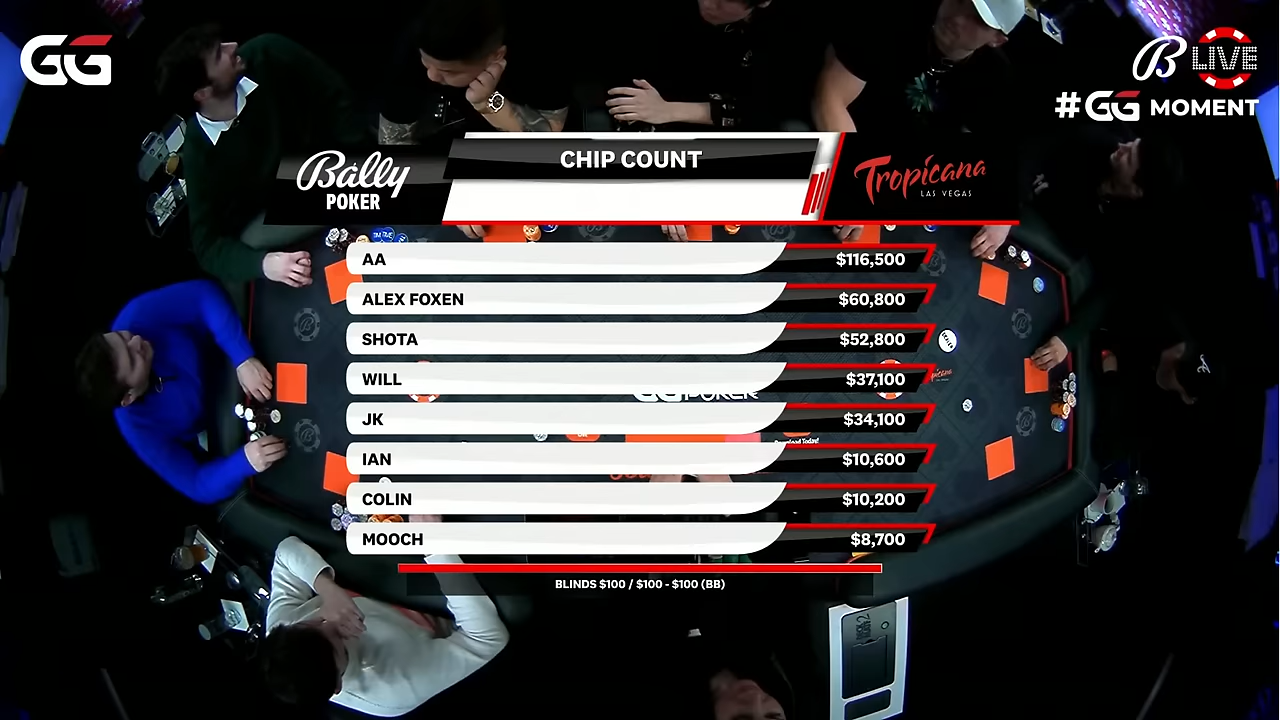 GG
B LIVE
#GG MOMENT
Bally
POKER
CHIP COUNT
Tropicana
LAS VEGAS
AA $116,500
ALEX FOXEN $60,800
SHOTA $52,800
WILL $37,100
JK $34,100
IAN $10,600
COLIN $10,200
MOOCH $8,700
BLINDS $100 / $100 - $100 (BB)